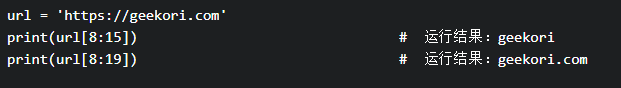 url = 'https://geekori.com'
print(url[8:15]) # 运行结果：geekori
print(url[8:19]) # 运行结果：geekori.com